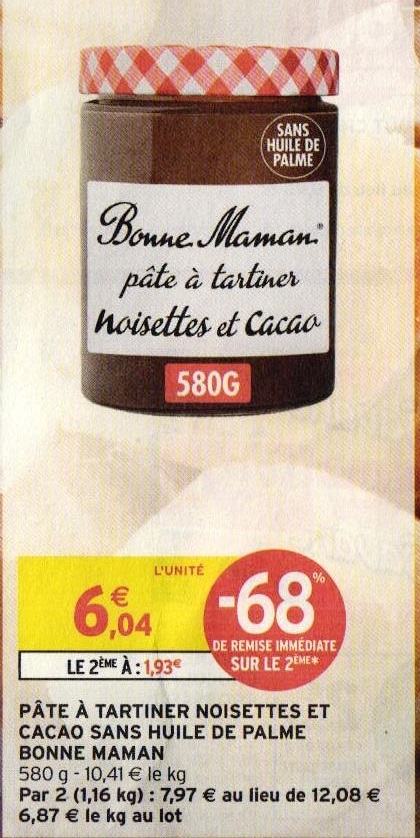 SANS
HUILE DE
PALME
Bonne Maman®
pâte à tartiner
Noisettes et Cacao
580G
L'UNITÉ
6,04 €
-68%
DE REMISE IMMÉDIATE
SUR LE 2ÈME*
LE 2ÈME À : 1,93€
PÂTE À TARTINER NOISETTES ET
CACAO SANS HUILE DE PALME
BONNE MAMAN
580 g - 10,41 € le kg
Par 2 (1,16 kg) : 7,97 € au lieu de 12,08 €
6,87 € le kg au lot